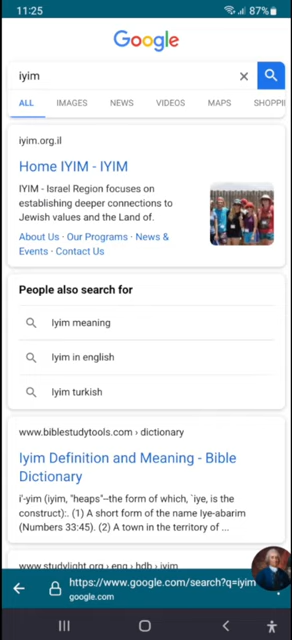 11:25
87%
Google
iyim
ALL IMAGES NEWS VIDEOS MAPS SHOPPI
iyim.org.il
Home IYIM - IYIM
IYIM - Israel Region focuses on
establishing deeper connections to
Jewish values and the Land of.
About Us · Our Programs · News &
Events · Contact Us
People also search for
Iyim meaning
Iyim in english
Iyim turkish
www.biblestudytools.com › dictionary
Iyim Definition and Meaning - Bible
Dictionary
i'-yim (iyim, "heaps"--the form of which, `iye, is the
construct):. (1) A short form of the name Iye-abarim
(Numbers 33:45). (2) A town in the territory of ...
www.studylight.org › eng › hdb › iyim
https://www.google.com/search?q=iyim
google.com